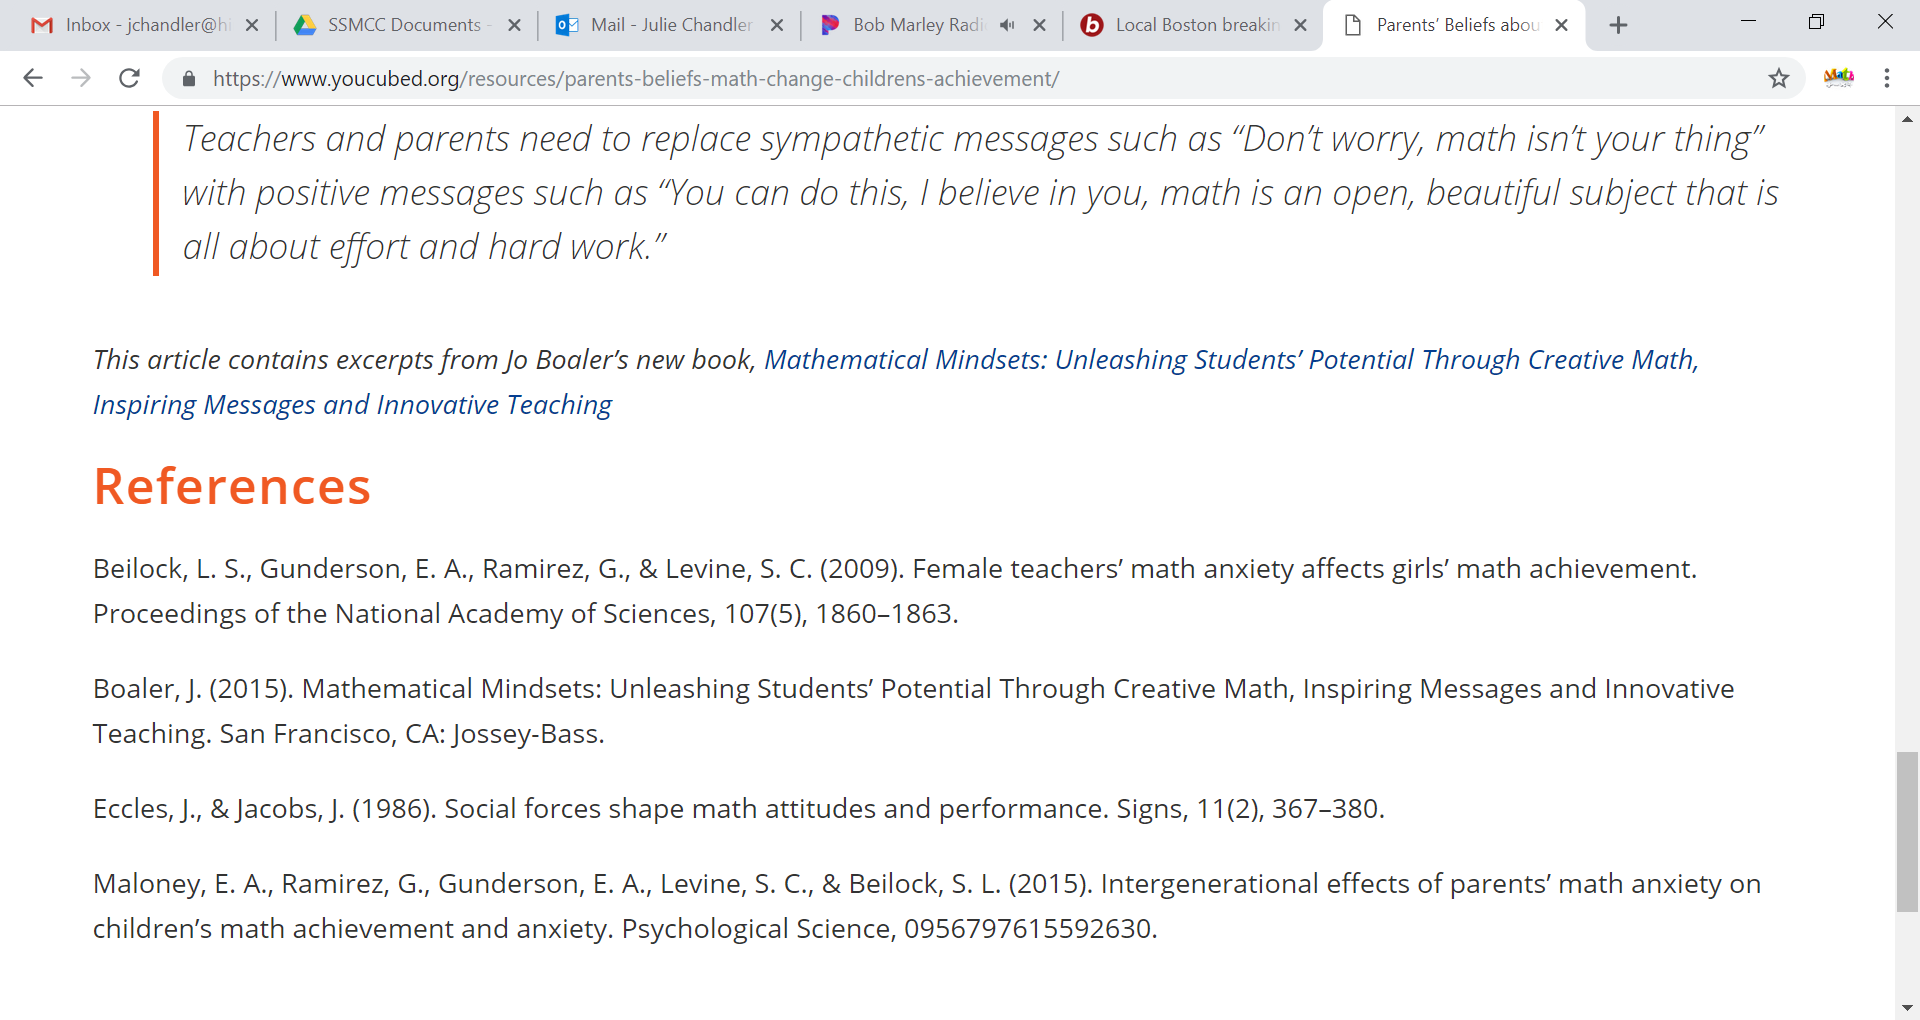 Inbox - jchandler@hi
SSMCC Documents -
Mail - Julie Chandler
Bob Marley Radi
Local Boston breakin
Parents’ Beliefs abou
https://www.youcubed.org/resources/parents-beliefs-math-change-childrens-achievement/
Math
Teachers and parents need to replace sympathetic messages such as “Don’t worry, math isn’t your thing”
with positive messages such as “You can do this, I believe in you, math is an open, beautiful subject that is
all about effort and hard work.”
This article contains excerpts from Jo Boaler’s new book, Mathematical Mindsets: Unleashing Students’ Potential Through Creative Math,
Inspiring Messages and Innovative Teaching
References
Beilock, L. S., Gunderson, E. A., Ramirez, G., & Levine, S. C. (2009). Female teachers’ math anxiety affects girls’ math achievement.
Proceedings of the National Academy of Sciences, 107(5), 1860–1863.
Boaler, J. (2015). Mathematical Mindsets: Unleashing Students’ Potential Through Creative Math, Inspiring Messages and Innovative
Teaching. San Francisco, CA: Jossey-Bass.
Eccles, J., & Jacobs, J. (1986). Social forces shape math attitudes and performance. Signs, 11(2), 367–380.
Maloney, E. A., Ramirez, G., Gunderson, E. A., Levine, S. C., & Beilock, S. L. (2015). Intergenerational effects of parents’ math anxiety on
children’s math achievement and anxiety. Psychological Science, 0956797615592630.